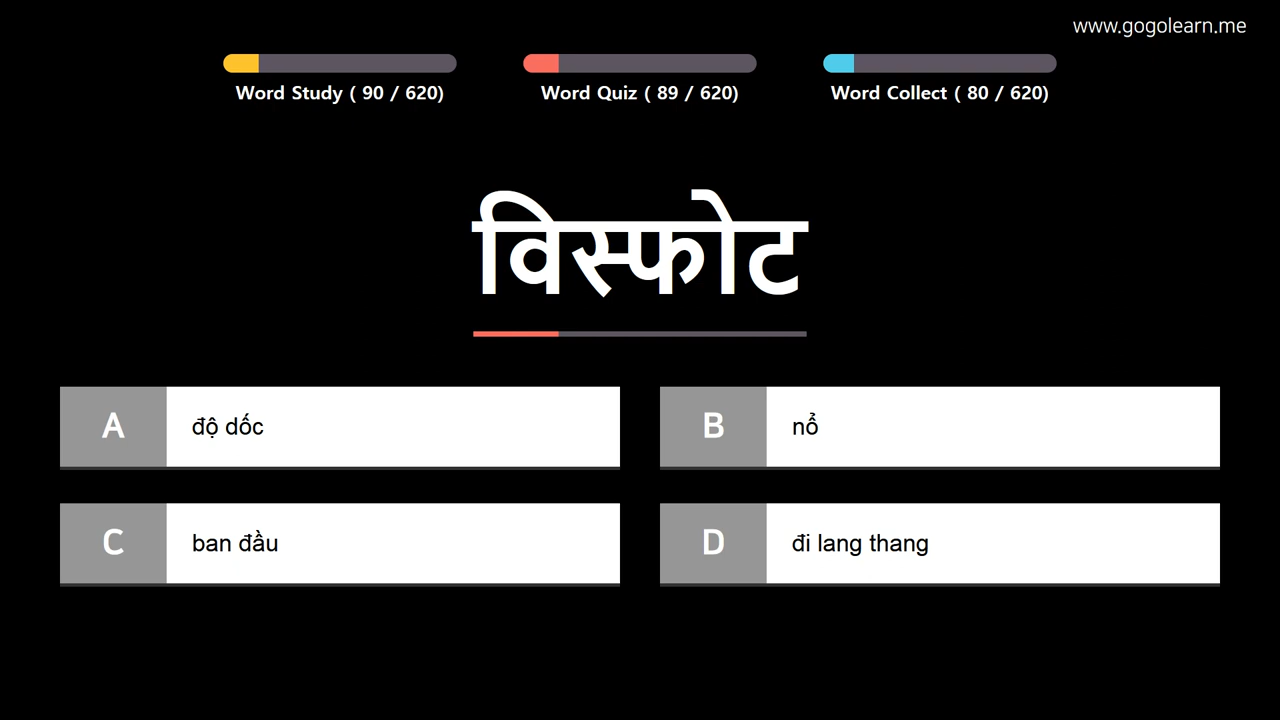 www.gogolearn.me
Word Study ( 90 / 620)
Word Quiz ( 89 / 620)
Word Collect ( 80 / 620)
विस्फोट
A
độ dốc
B
nổ
C
ban đầu
D
đi lang thang